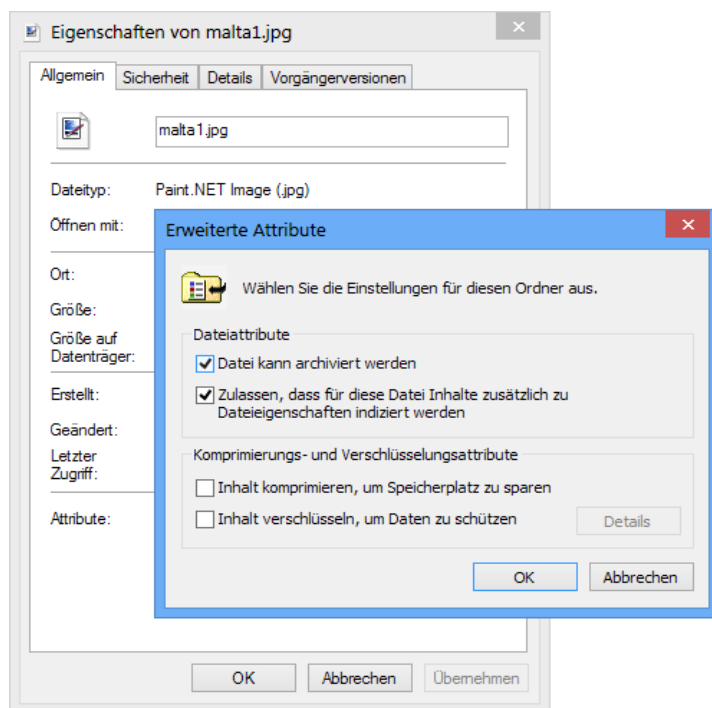 Eigenschaften von malta1.jpg
Allgemein Sicherheit Details Vorgängerversionen
malta1.jpg
Dateityp: Paint.NET Image (.jpg)
Öffnen mit:
Erweiterte Attribute
Wählen Sie die Einstellungen für diesen Ordner aus.
Ort:
Größe:
Größe auf
Datenträger:
Dateiattribute
Datei kann archiviert werden
Zulassen, dass für diese Datei Inhalte zusätzlich zu
Dateieigenschaften indiziert werden
Erstellt:
Geändert:
Letzter
Zugriff:
Komprimierungs- und Verschlüsselungsattribute
Inhalt komprimieren, um Speicherplatz zu sparen
Attribute:
Inhalt verschlüsseln, um Daten zu schützen Details
OK Abbrechen
OK Abbrechen Übernehmen